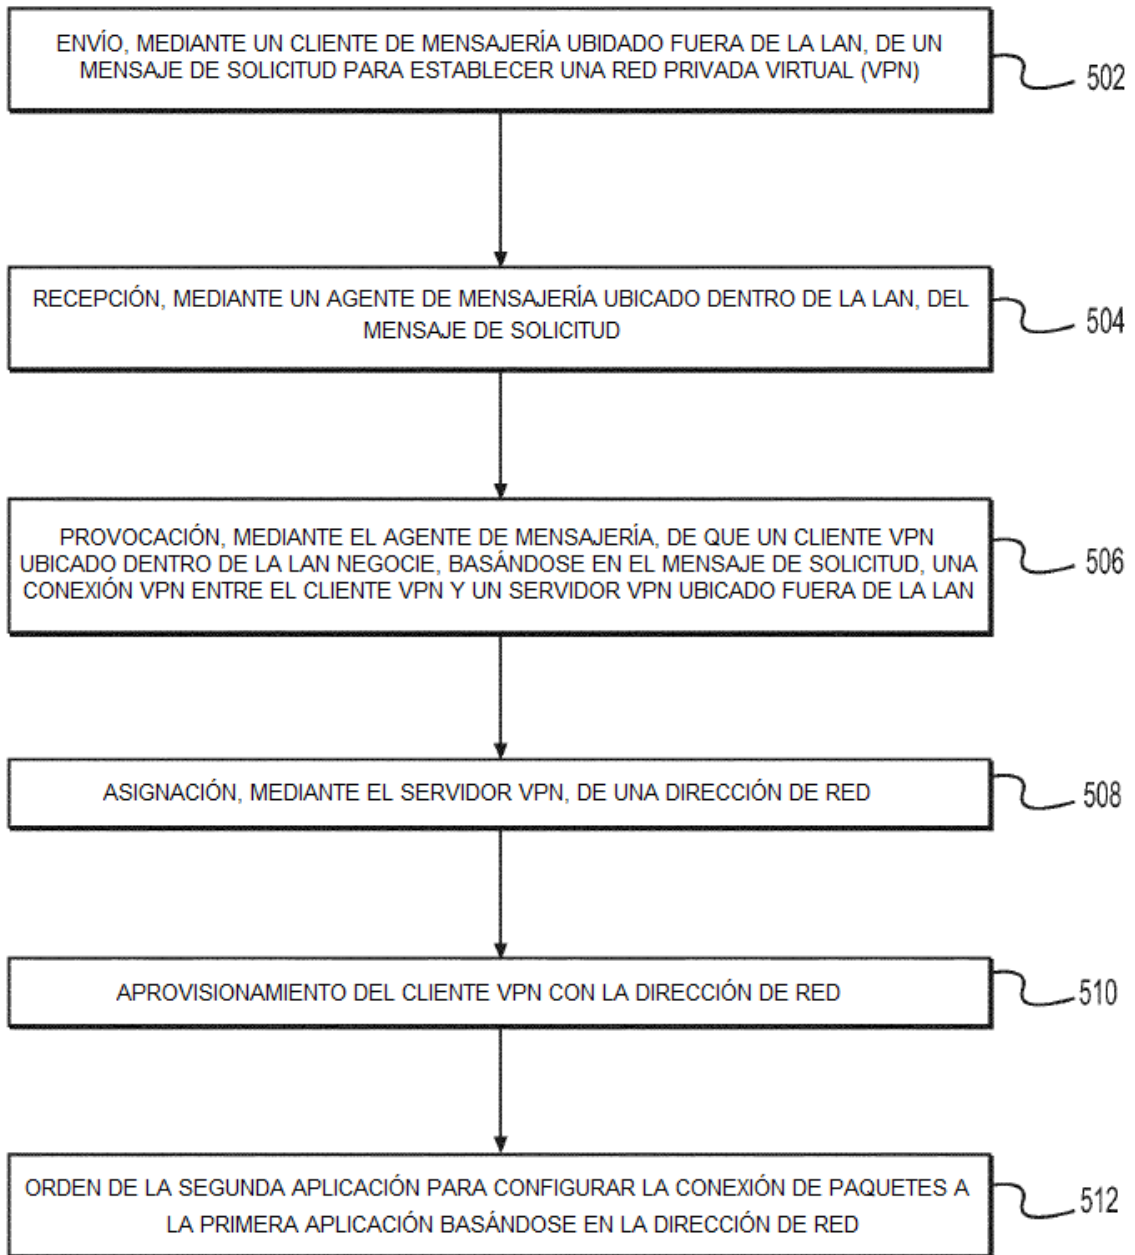 ENVÍO, MEDIANTE UN CLIENTE DE MENSAJERÍA UBIDADO FUERA DE LA LAN, DE UN
MENSAJE DE SOLICITUD PARA ESTABLECER UNA RED PRIVADA VIRTUAL (VPN)
502
RECEPCIÓN, MEDIANTE UN AGENTE DE MENSAJERÍA UBICADO DENTRO DE LA LAN, DEL
MENSAJE DE SOLICITUD
504
PROVOCACIÓN, MEDIANTE EL AGENTE DE MENSAJERÍA, DE QUE UN CLIENTE VPN
UBICADO DENTRO DE LA LAN NEGOCIE, BASÁNDOSE EN EL MENSAJE DE SOLICITUD, UNA
CONEXIÓN VPN ENTRE EL CLIENTE VPN Y UN SERVIDOR VPN UBICADO FUERA DE LA LAN
506
ASIGNACIÓN, MEDIANTE EL SERVIDOR VPN, DE UNA DIRECCIÓN DE RED
508
APROVISIONAMIENTO DEL CLIENTE VPN CON LA DIRECCIÓN DE RED
510
ORDEN DE LA SEGUNDA APLICACIÓN PARA CONFIGURAR LA CONEXIÓN DE PAQUETES A
LA PRIMERA APLICACIÓN BASÁNDOSE EN LA DIRECCIÓN DE RED
512